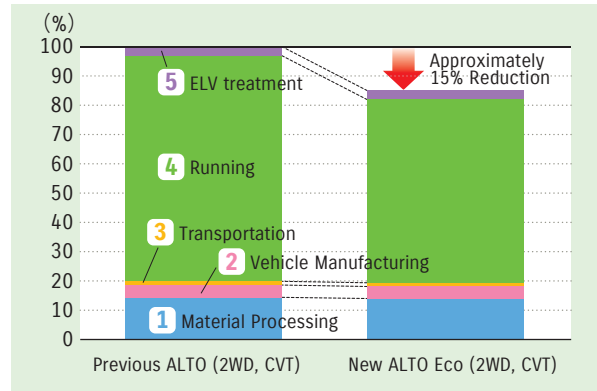 (%)
100
90
80
70
60
50
40
30
20
10
0
Approximately
15% Reduction
5 ELV treatment
4 Running
3 Transportation
2 Vehicle Manufacturing
1 Material Processing
Previous ALTO (2WD, CVT)
New ALTO Eco (2WD, CVT)